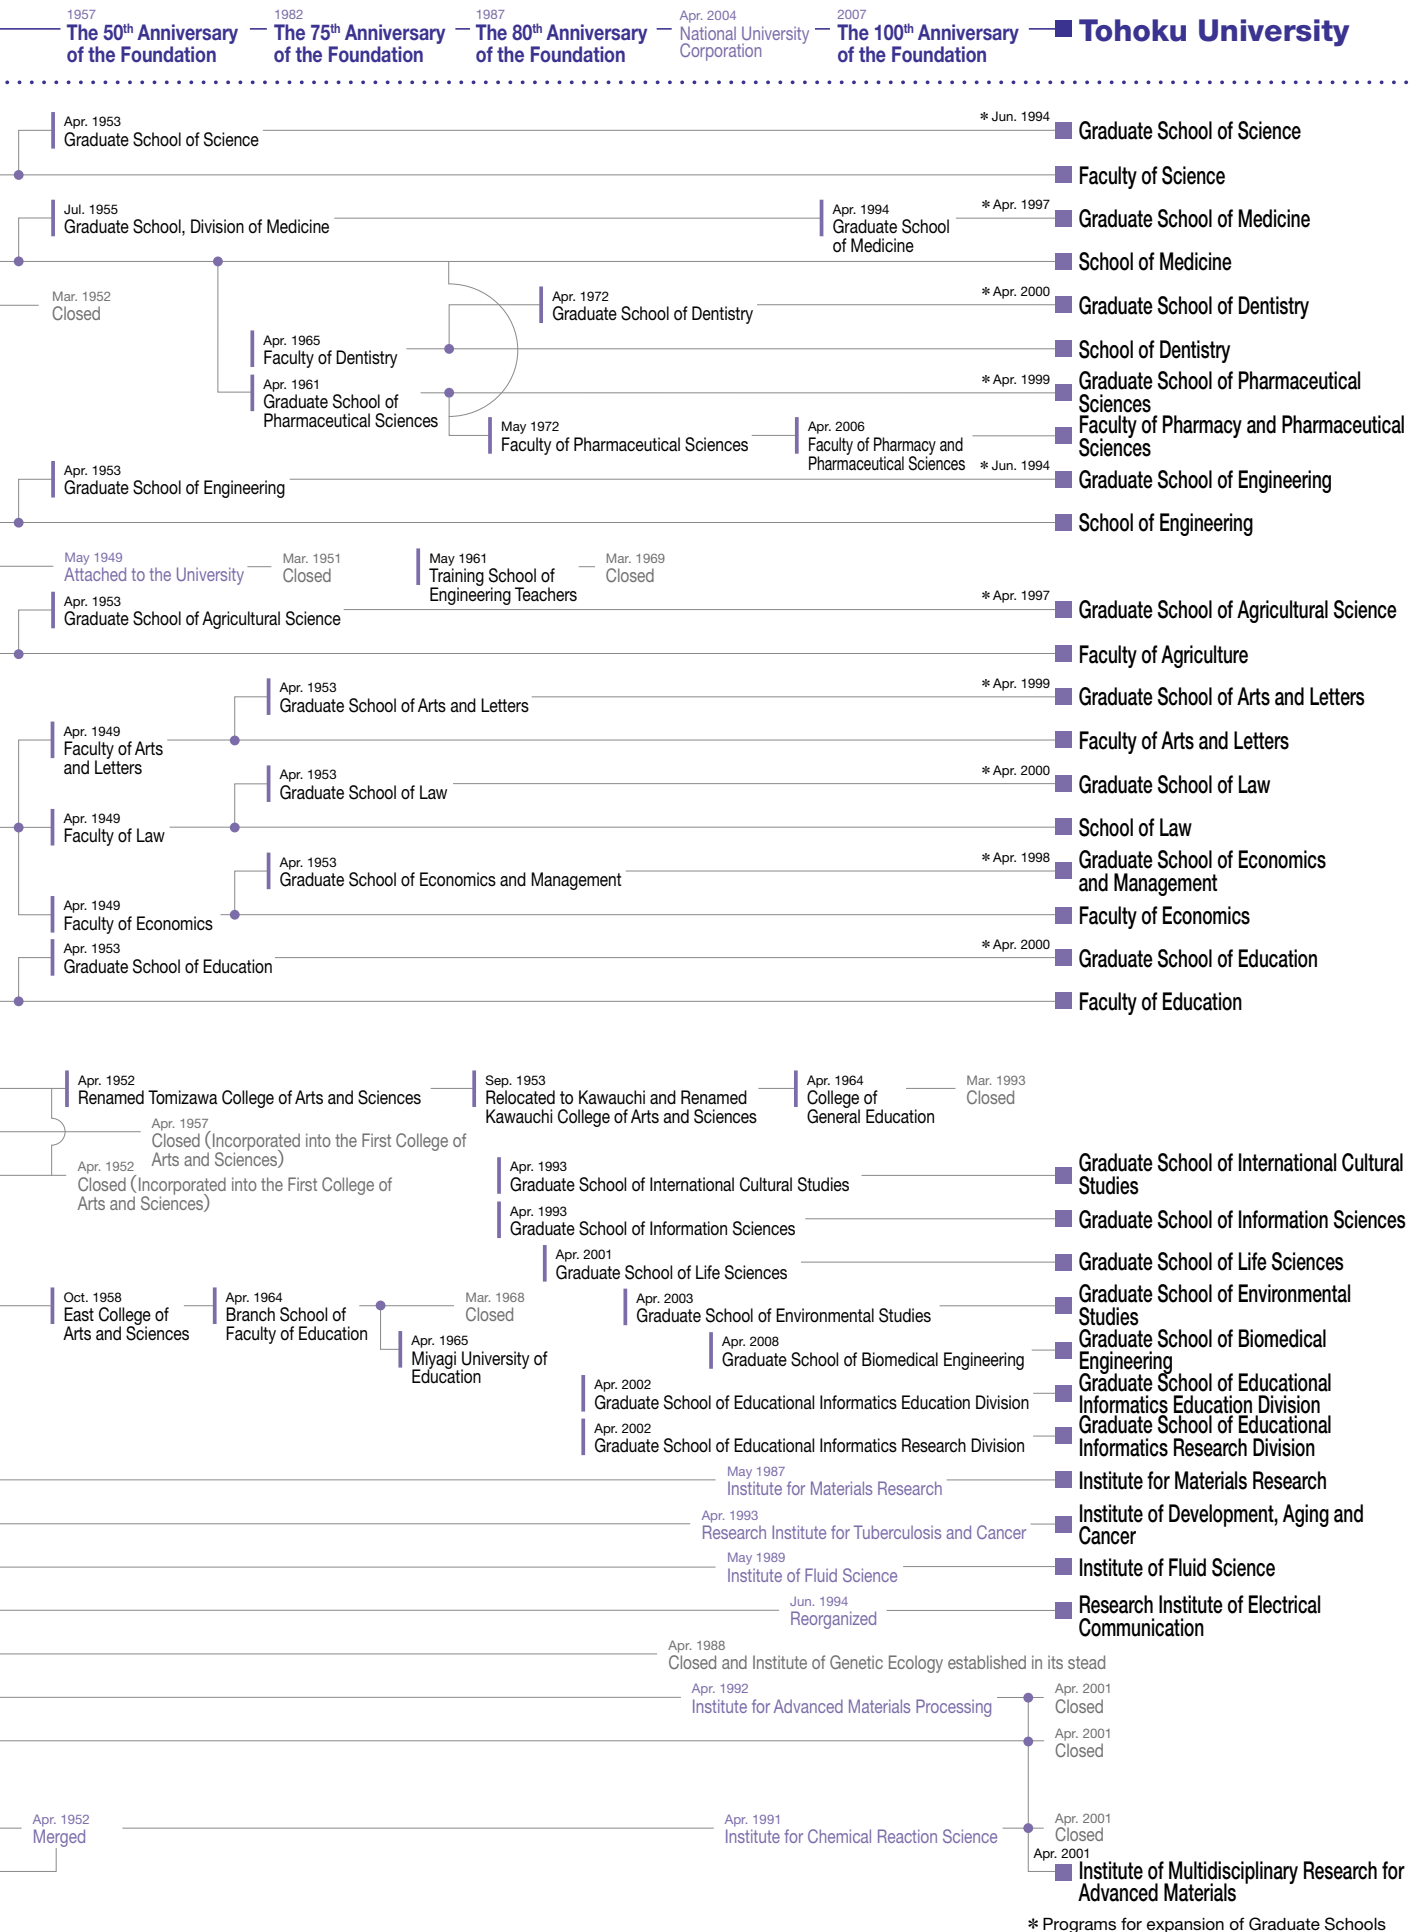 1957
The 50th Anniversary
of the Foundation
1982
The 75th Anniversary
of the Foundation
1987
The 80th Anniversary
of the Foundation
Apr. 2004
National University
Corporation
2007
The 100th Anniversary
of the Foundation
Tohoku University
Apr. 1953
Graduate School of Science
* Jun. 1994
Graduate School of Science
Faculty of Science
Jul. 1955
Graduate School, Division of Medicine
Apr. 1994
Graduate School
of Medicine
* Apr. 1997
Graduate School of Medicine
School of Medicine
Mar. 1952
Closed
Apr. 1972
Graduate School of Dentistry
* Apr. 2000
Graduate School of Dentistry
Apr. 1965
Faculty of Dentistry
School of Dentistry
Apr. 1961
Graduate School of
Pharmaceutical Sciences
* Apr. 1999
Graduate School of Pharmaceutical
Sciences
May 1972
Faculty of Pharmaceutical Sciences
Apr. 2006
Faculty of Pharmacy and
Pharmaceutical Sciences
Faculty of Pharmacy and Pharmaceutical
Sciences
Apr. 1953
Graduate School of Engineering
* Jun. 1994
Graduate School of Engineering
School of Engineering
May 1949
Attached to the University
Mar. 1951
Closed
May 1961
Training School of
Engineering Teachers
Mar. 1969
Closed
Apr. 1953
Graduate School of Agricultural Science
* Apr. 1997
Graduate School of Agricultural Science
Faculty of Agriculture
Apr. 1953
Graduate School of Arts and Letters
* Apr. 1999
Graduate School of Arts and Letters
Apr. 1949
Faculty of Arts
and Letters
Faculty of Arts and Letters
Apr. 1953
Graduate School of Law
* Apr. 2000
Graduate School of Law
Apr. 1949
Faculty of Law
School of Law
Apr. 1953
Graduate School of Economics and Management
* Apr. 1998
Graduate School of Economics
and Management
Apr. 1949
Faculty of Economics
Faculty of Economics
Apr. 1953
Graduate School of Education
* Apr. 2000
Graduate School of Education
Faculty of Education
Apr. 1952
Renamed Tomizawa College of Arts and Sciences
Sep. 1953
Relocated to Kawauchi and Renamed
Kawauchi College of Arts and Sciences
Apr. 1964
College of
General Education
Mar. 1993
Closed
Apr. 1957
Closed (Incorporated into the First College of
Arts and Sciences)
Apr. 1952
Closed (Incorporated into the First College of
Arts and Sciences)
Apr. 1993
Graduate School of International Cultural Studies
Graduate School of International Cultural
Studies
Apr. 1993
Graduate School of Information Sciences
Graduate School of Information Sciences
Apr. 2001
Graduate School of Life Sciences
Graduate School of Life Sciences
Oct. 1958
East College of
Arts and Sciences
Apr. 1964
Branch School of
Faculty of Education
Mar. 1968
Closed
Apr. 1965
Miyagi University of
Education
Apr. 2003
Graduate School of Environmental Studies
Graduate School of Environmental
Studies
Apr. 2008
Graduate School of Biomedical Engineering
Graduate School of Biomedical
Engineering
Apr. 2002
Graduate School of Educational Informatics Education Division
Graduate School of Educational
Informatics Education Division
Apr. 2002
Graduate School of Educational Informatics Research Division
Graduate School of Educational
Informatics Research Division
May 1987
Institute for Materials Research
Institute for Materials Research
Apr. 1993
Research Institute for Tuberculosis and Cancer
Institute of Development, Aging and
Cancer
May 1989
Institute of Fluid Science
Institute of Fluid Science
Jun. 1994
Reorganized
Research Institute of Electrical
Communication
Apr. 1988
Closed and Institute of Genetic Ecology established in its stead
Apr. 1992
Institute for Advanced Materials Processing
Apr. 2001
Closed
Apr. 2001
Closed
Apr. 1952
Merged
Apr. 1991
Institute for Chemical Reaction Science
Apr. 2001
Closed
Apr. 2001
Institute of Multidisciplinary Research for
Advanced Materials
* Programs for expansion of Graduate Schools